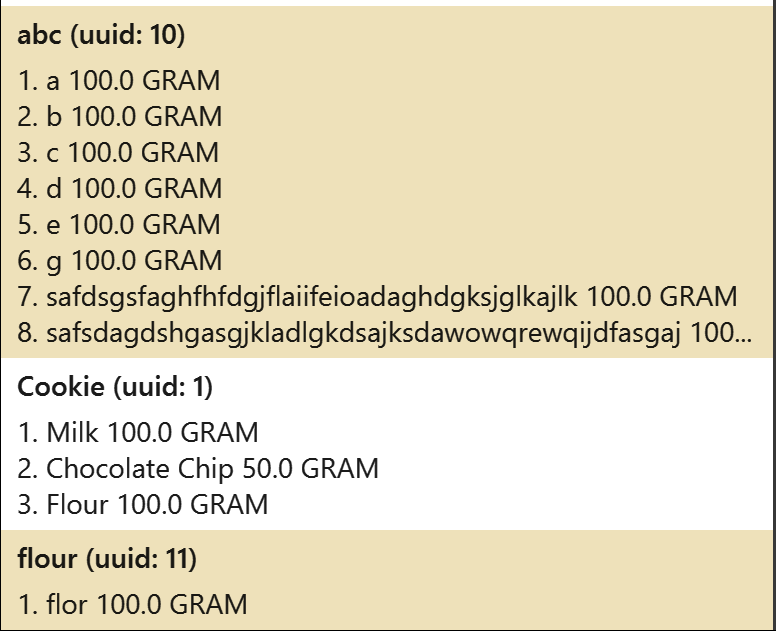 abc (uuid: 10)
1. a 100.0 GRAM
2. b 100.0 GRAM
3. c 100.0 GRAM
4. d 100.0 GRAM
5. e 100.0 GRAM
6. g 100.0 GRAM
7. safdsgsfaghfhfdgjflaiifeioadaghdgksjglkajlk 100.0 GRAM
8. safsdagdshgasgjkladlgkdsajksdawowqrewqijdfasgaj 100...
Cookie (uuid: 1)
1. Milk 100.0 GRAM
2. Chocolate Chip 50.0 GRAM
3. Flour 100.0 GRAM
flour (uuid: 11)
1. flor 100.0 GRAM